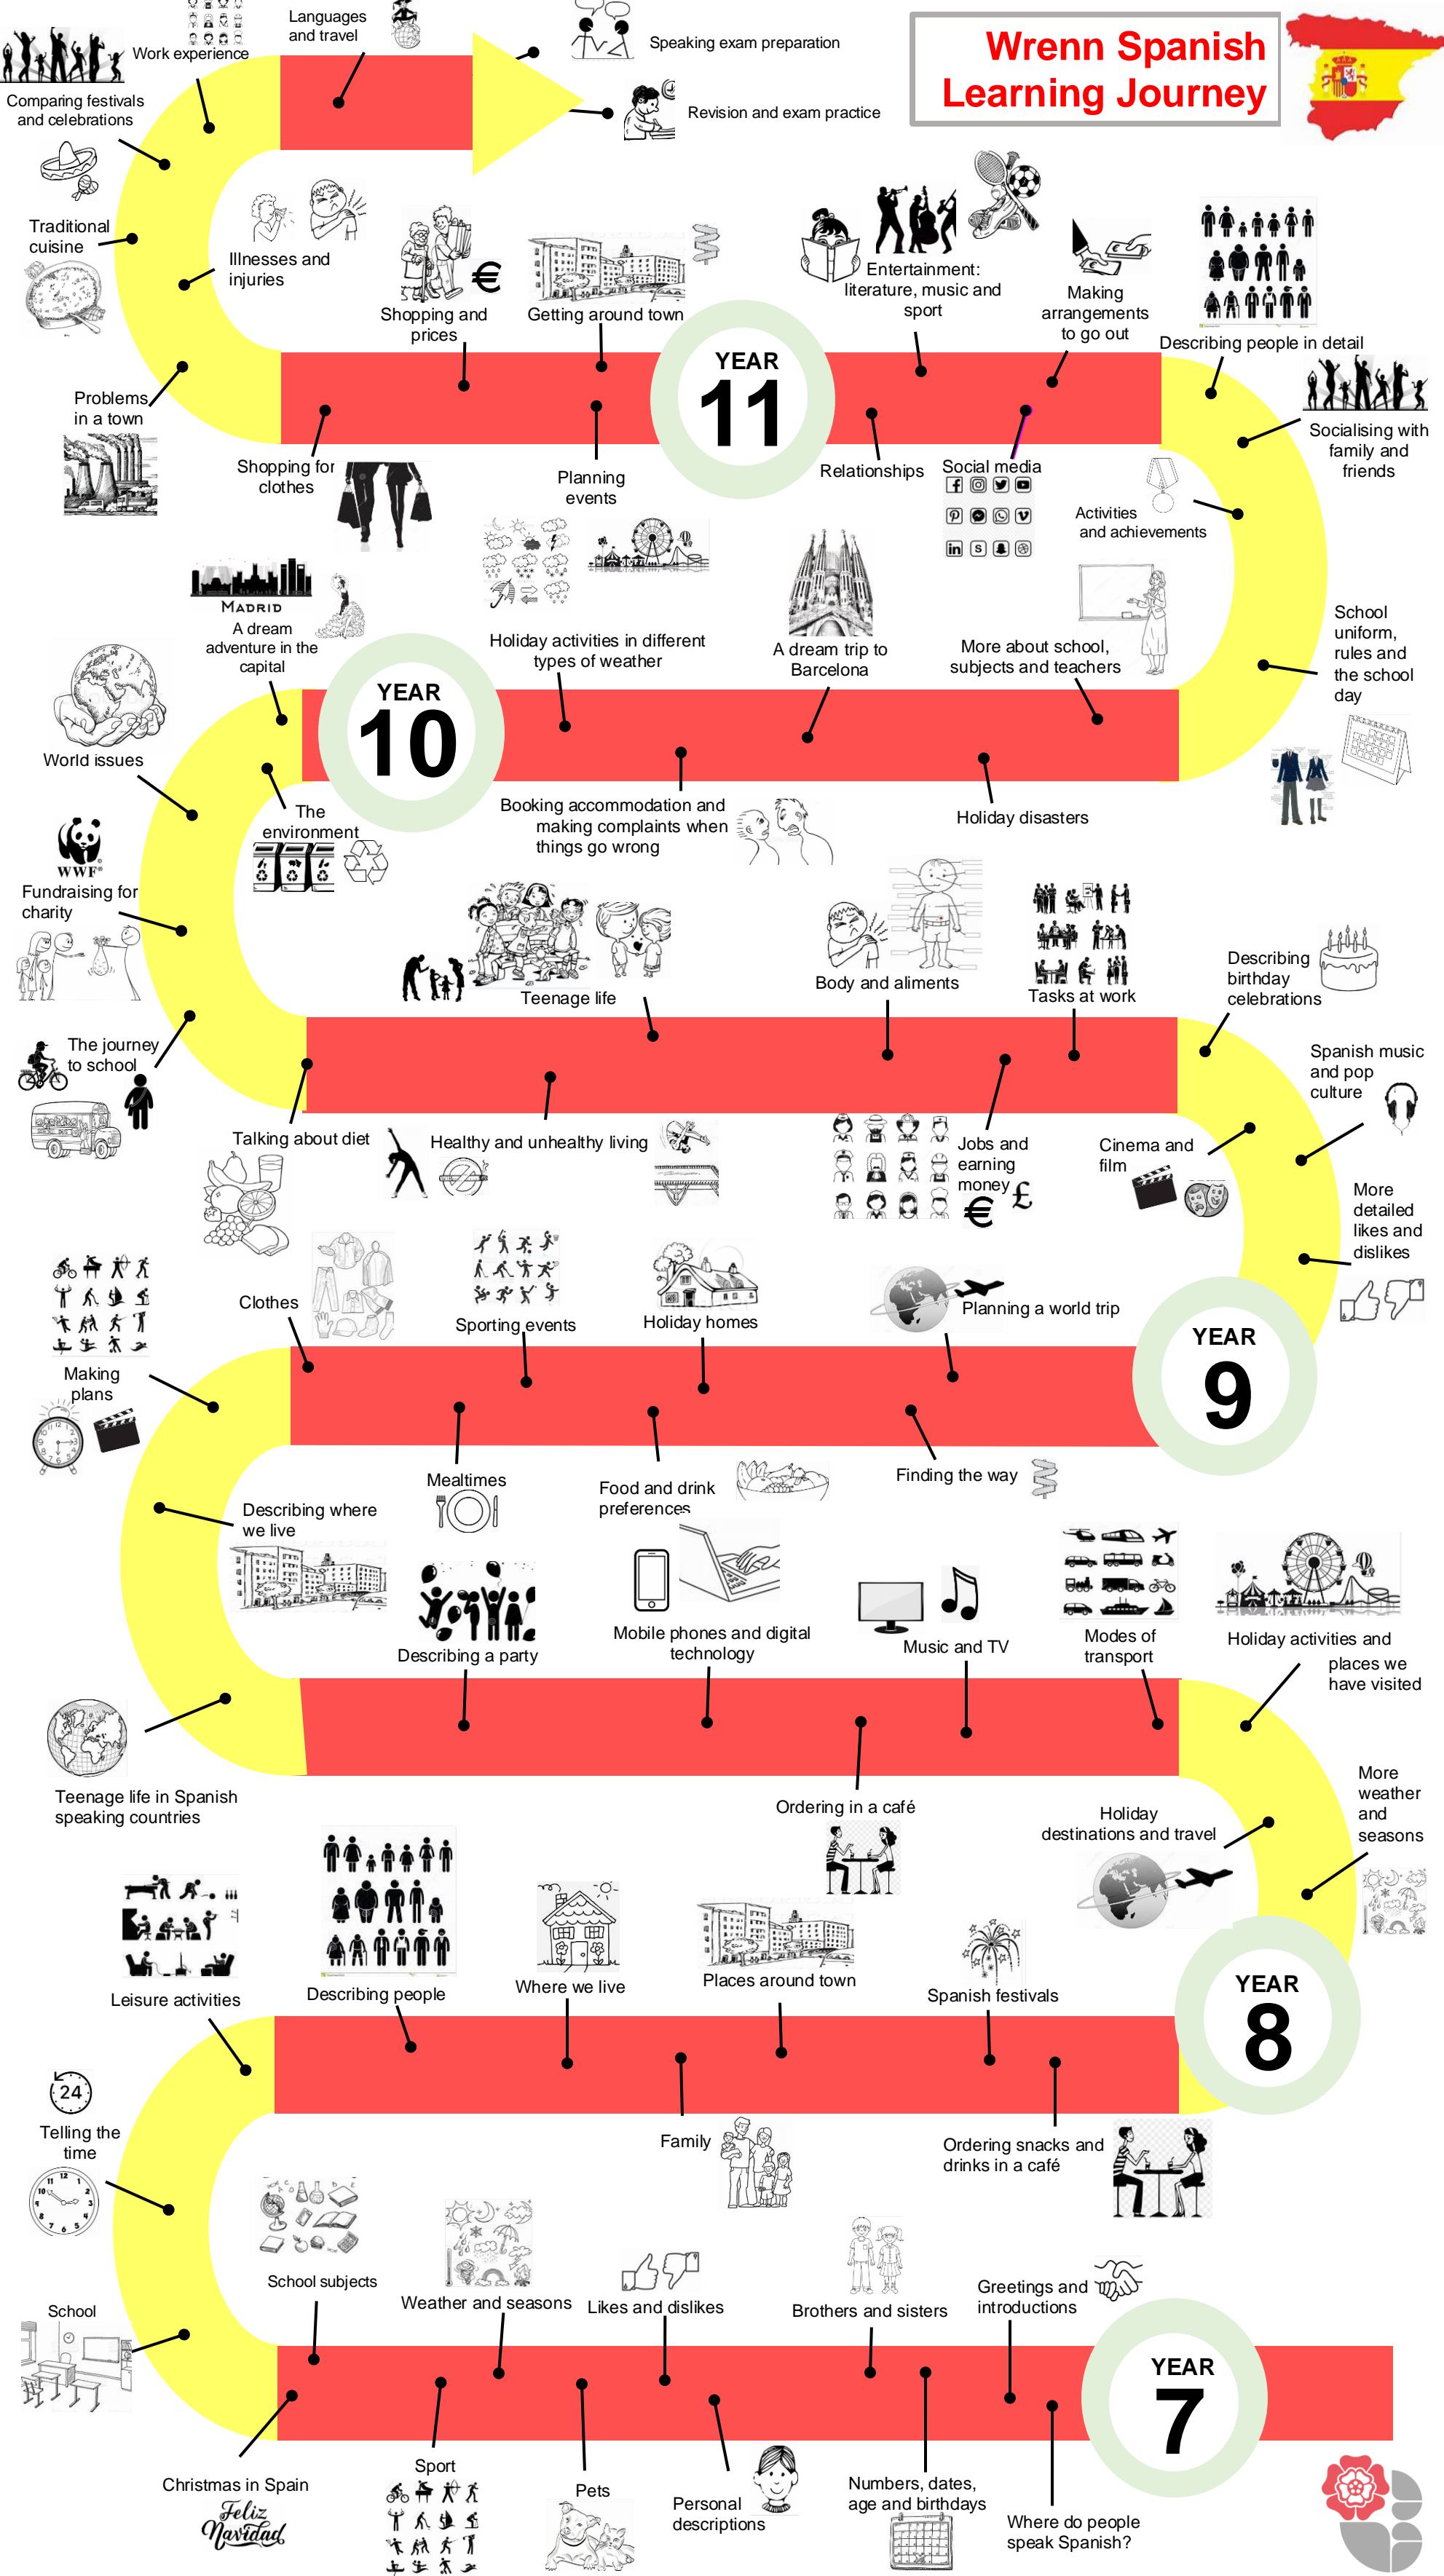 Wrenn Spanish
Learning Journey
Languages
and travel
Work experience
Speaking exam preparation
Revision and exam practice
Comparing festivals
and celebrations
Traditional
cuisine
Illnesses and
injuries
Shopping and
prices
€
Getting around town
Entertainment:
literature, music and
sport
Making
arrangements
to go out
Describing people in detail
Problems
in a town
YEAR
11
Socialising with
family and
friends
Shopping for
clothes
Planning
events
Relationships
Social media
Activities
and achievements
MADRID
A dream
adventure in the
capital
Holiday activities in different
types of weather
A dream trip to
Barcelona
More about school,
subjects and teachers
School
uniform,
rules and
the school
day
YEAR
10
World issues
The
environment
Booking accommodation and
making complaints when
things go wrong
Holiday disasters
WWF®
Fundraising for
charity
Teenage life
Body and aliments
Tasks at work
Describing
birthday
celebrations
The journey
to school
Spanish music
and pop
culture
Talking about diet
Healthy and unhealthy living
Jobs and
earning
money
€ £
Cinema and
film
More
detailed
likes and
dislikes
Clothes
Sporting events
Holiday homes
Planning a world trip
YEAR
9
Making
plans
Mealtimes
Food and drink
preferences
Finding the way
Describing where
we live
Describing a party
Mobile phones and digital
technology
Music and TV
Modes of
transport
Holiday activities and
places we
have visited
Teenage life in Spanish
speaking countries
Ordering in a café
Holiday
destinations and travel
More
weather
and
seasons
Leisure activities
Describing people
Where we live
Places around town
Spanish festivals
YEAR
8
24
Telling the
time
Family
Ordering snacks and
drinks in a café
School subjects
Weather and seasons
Likes and dislikes
Brothers and sisters
Greetings and
introductions
School
YEAR
7
Christmas in Spain
Feliz
Navidad
Sport
Pets
Personal
descriptions
Numbers, dates,
age and birthdays
Where do people
speak Spanish?